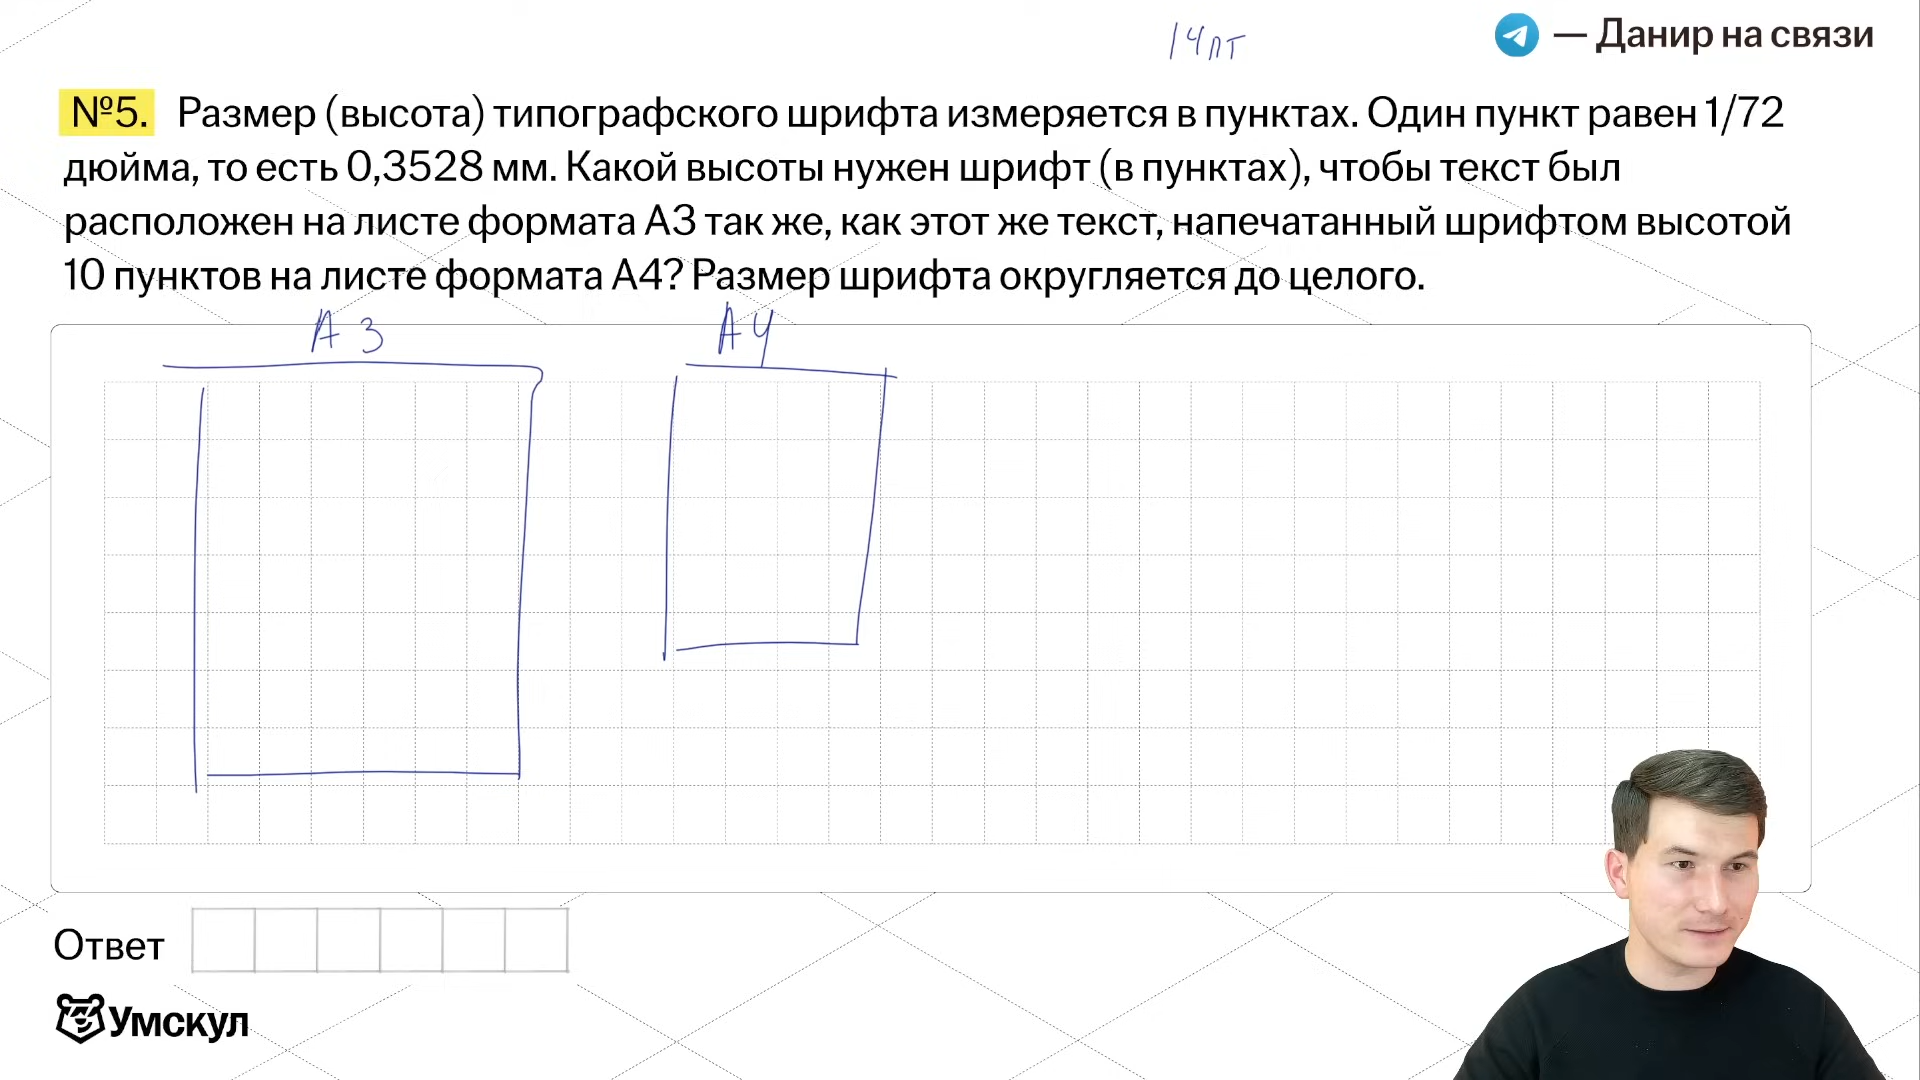 14 пт
— Данир на связи
№5. Размер (высота) типографского шрифта измеряется в пунктах. Один пункт равен 1/72
дюйма, то есть 0,3528 мм. Какой высоты нужен шрифт (в пунктах), чтобы текст был
расположен на листе формата А3 так же, как этот же текст, напечатанный шрифтом высотой
10 пунктов на листе формата А4? Размер шрифта округляется до целого.
А3
А4
Ответ
Умскул